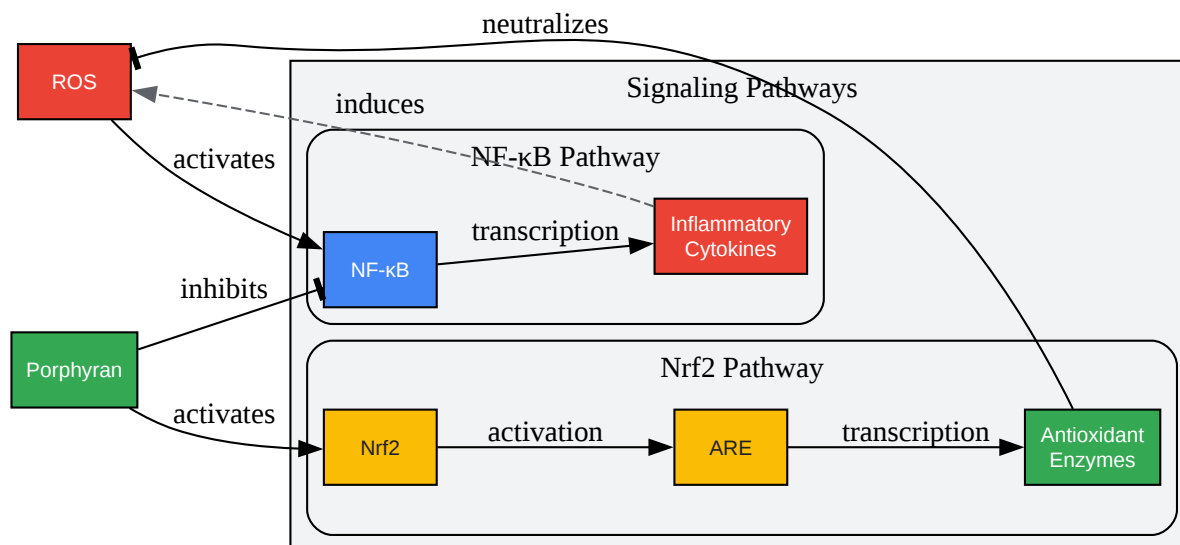 neutralizes
ROS
Signaling Pathways
induces
activates
NF-κB Pathway
Inflammatory
Cytokines
transcription
NF-κB
inhibits
Porphyran
Nrf2 Pathway
activates
Nrf2
activation
ARE
transcription
Antioxidant
Enzymes